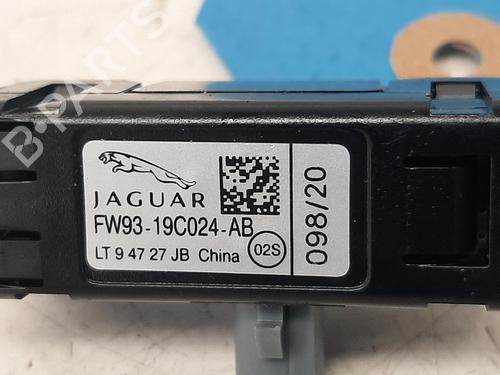 B-PARTS
JAGUAR
FW93-19C024-AB
LT 9 47 27 JB China 02S
098/20